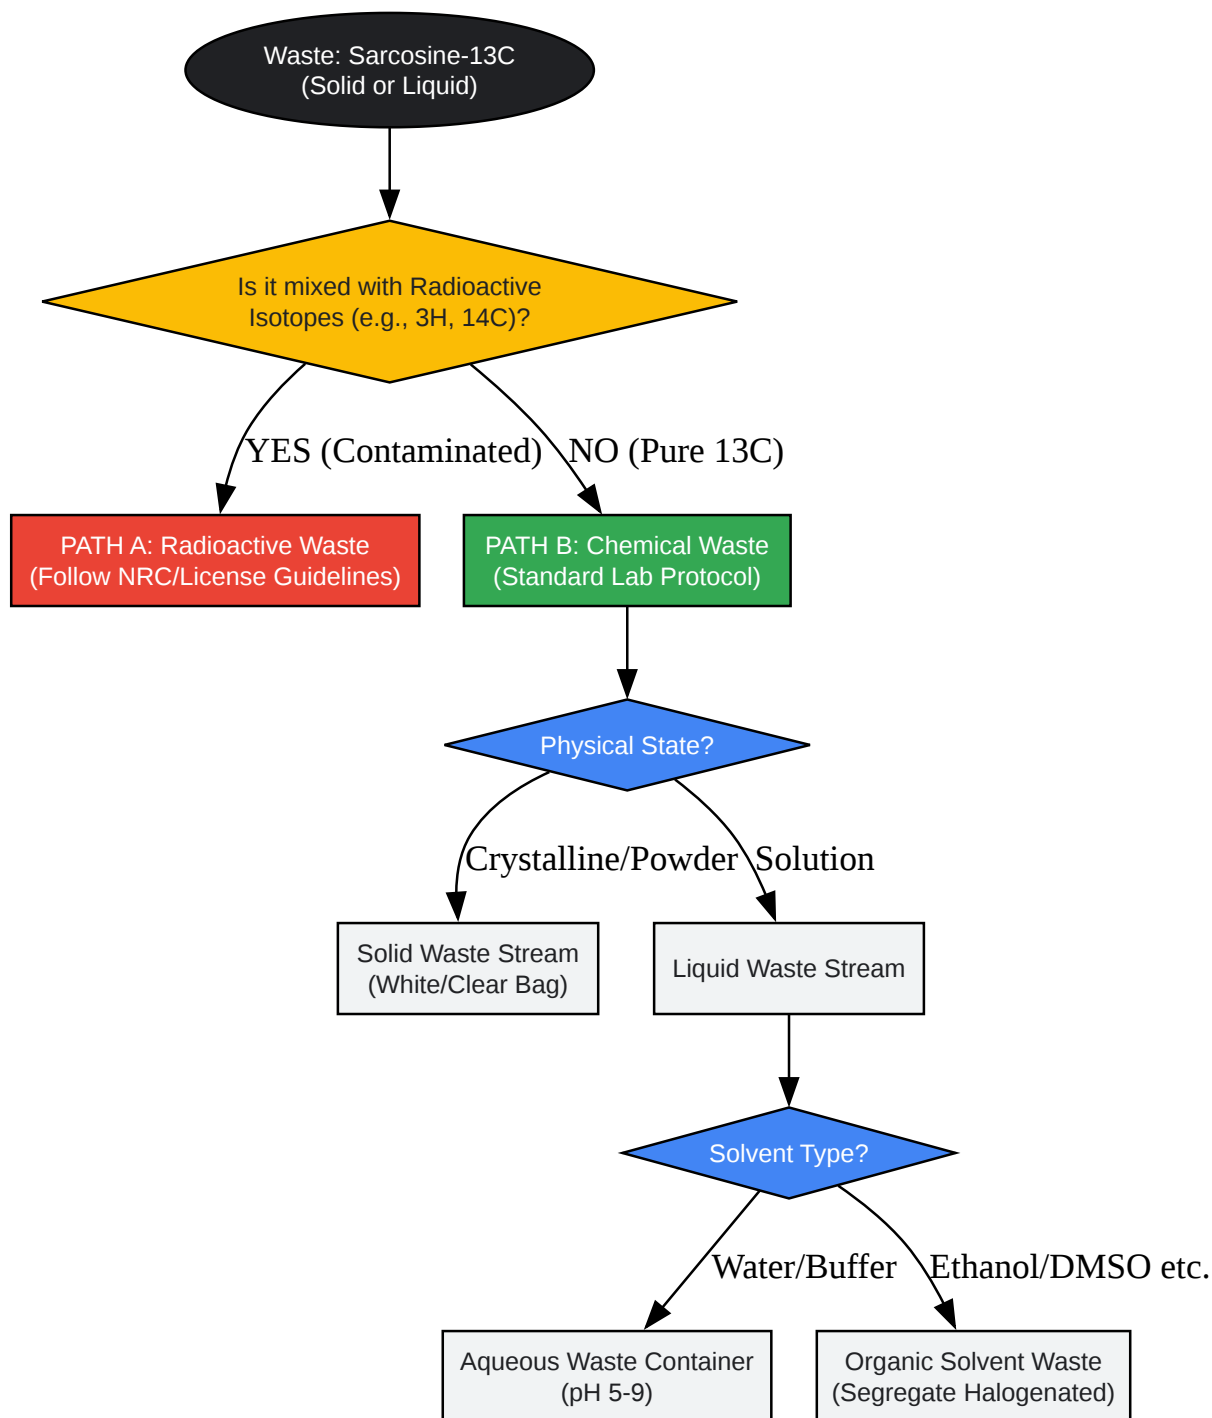 Waste: Sarcosine-13C
(Solid or Liquid)
Is it mixed with Radioactive
Isotopes (e.g., 3H, 14C)?
YES (Contaminated)
NO (Pure 13C)
PATH A: Radioactive Waste
(Follow NRC/License Guidelines)
PATH B: Chemical Waste
(Standard Lab Protocol)
Physical State?
Crystalline/Powder
Solution
Solid Waste Stream
(White/Clear Bag)
Liquid Waste Stream
Solvent Type?
Water/Buffer
Ethanol/DMSO etc.
Aqueous Waste Container
(pH 5-9)
Organic Solvent Waste
(Segregate Halogenated)